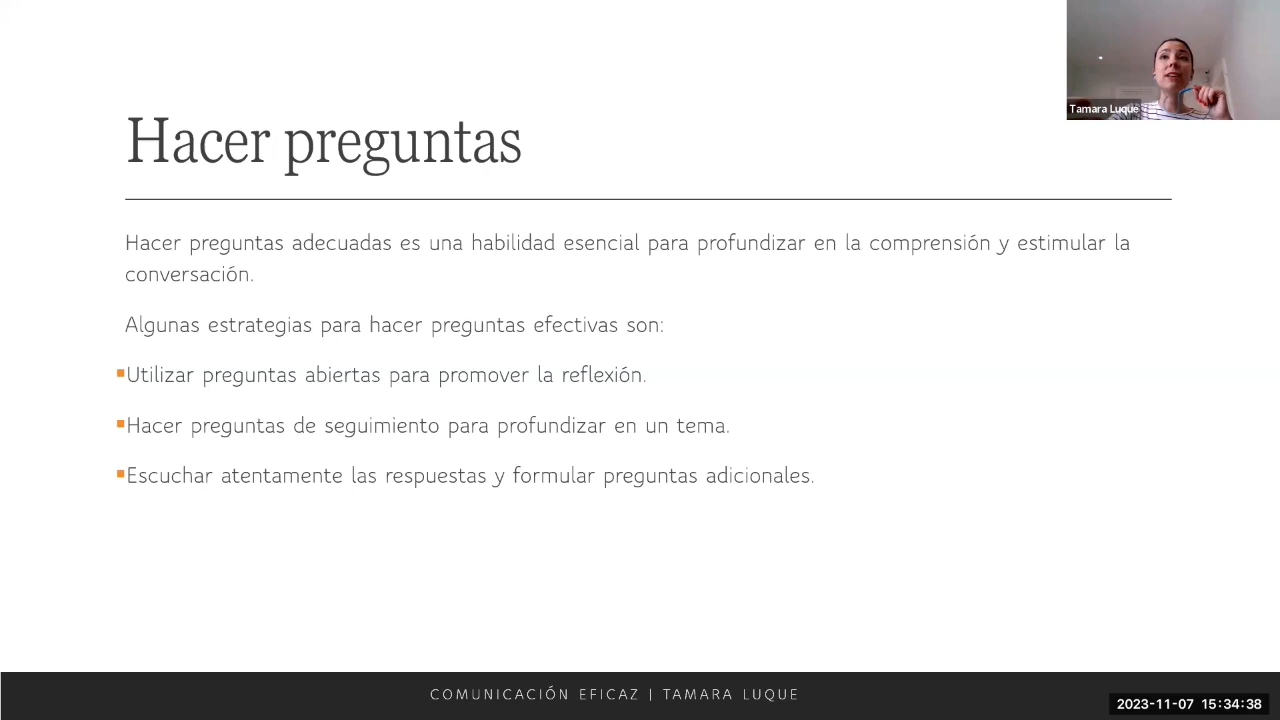 Tamara Luque
Hacer preguntas
Hacer preguntas adecuadas es una habilidad esencial para profundizar en la comprensión y estimular la
conversación.
Algunas estrategias para hacer preguntas efectivas son:
Utilizar preguntas abiertas para promover la reflexión.
Hacer preguntas de seguimiento para profundizar en un tema.
Escuchar atentamente las respuestas y formular preguntas adicionales.
COMUNICACIÓN EFICAZ | TAMARA LUQUE
2023-11-07 15:34:38